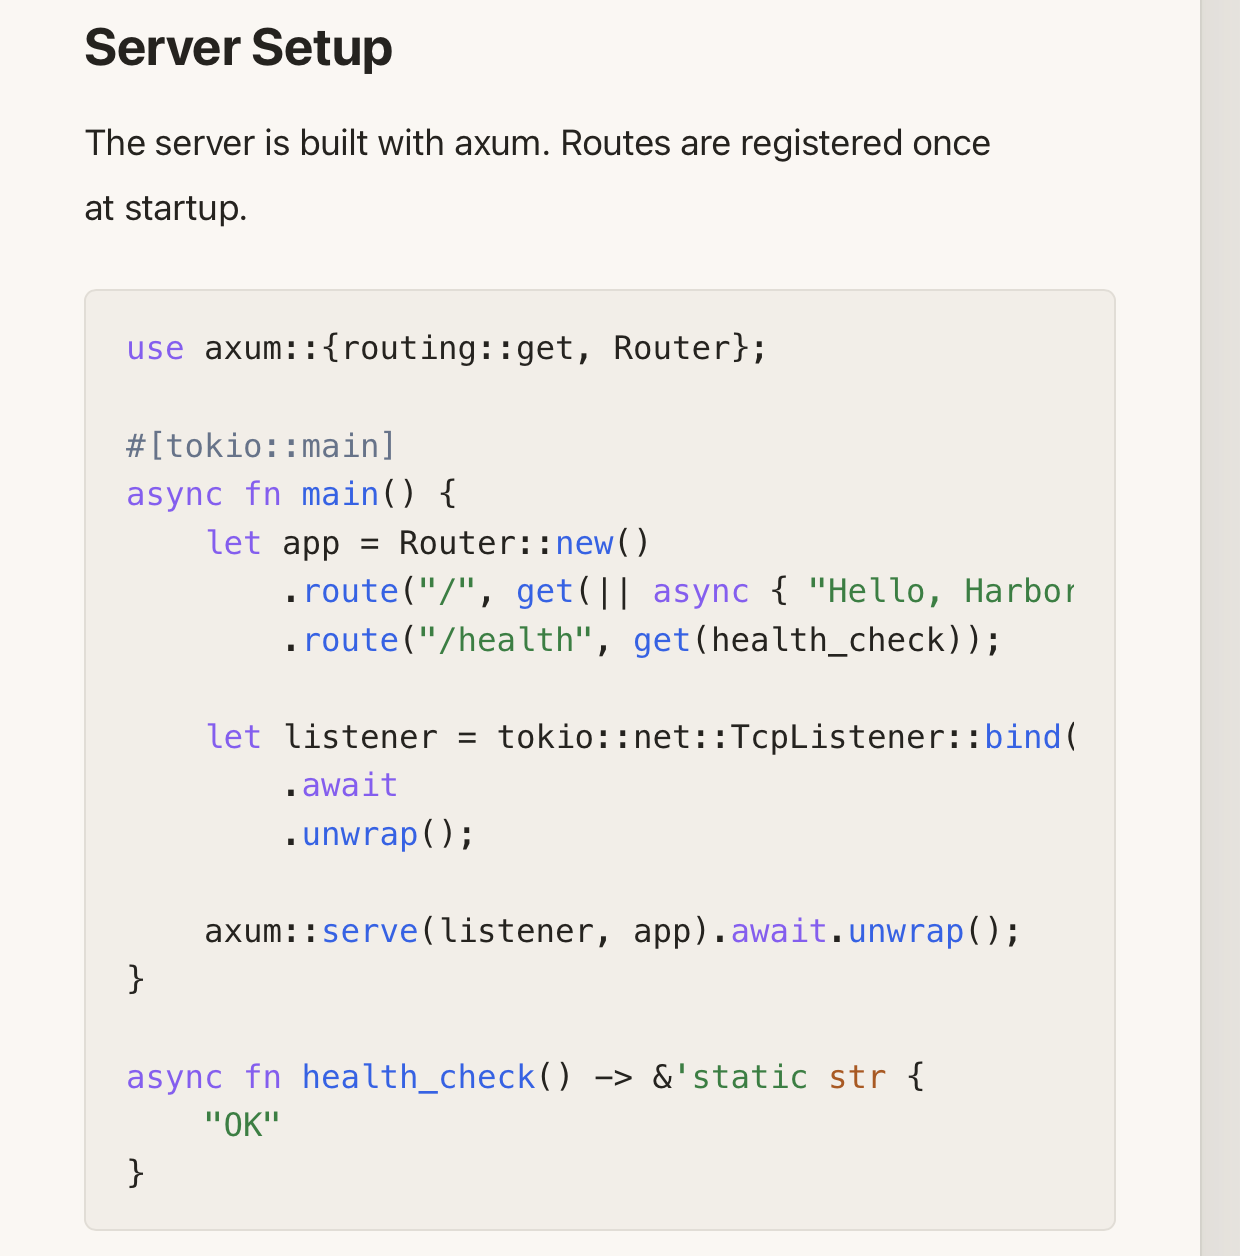 Server Setup
The server is built with axum. Routes are registered once
at startup.
use axum::{routing::get, Router};
#[tokio::main]
async fn main() {
    let app = Router::new()
        .route("/", get(|| async { "Hello, Harbor
        .route("/health", get(health_check));
    let listener = tokio::net::TcpListener::bind(
        .await
        .unwrap();
    axum::serve(listener, app).await.unwrap();
}
async fn health_check() -> &'static str {
    "OK"
}